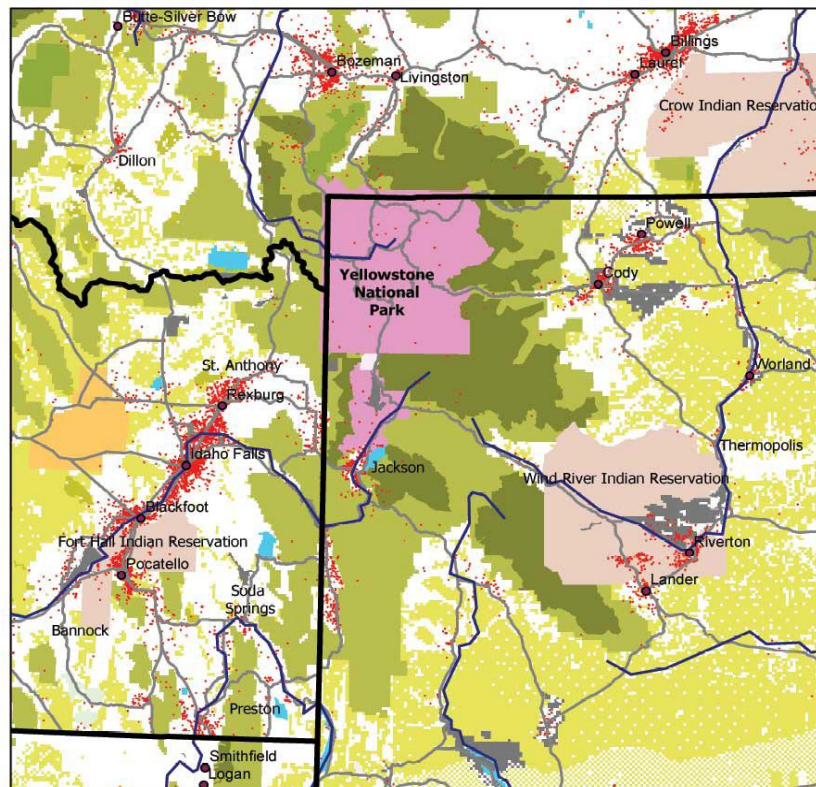 Butte-Silver Bow
Bozeman
Livingston
Billings
Laurel
Crow Indian Reservation
Dillon
Powell
Cody
Yellowstone
National
Park
St. Anthony
Rexburg
Worland
Idaho Falls
Jackson
Thermopolis
Wind River Indian Reservation
Blackfoot
Fort Hall Indian Reservation
Riverton
Pocatello
Lander
Soda
Springs
Bannock
Preston
Smithfield
Logan